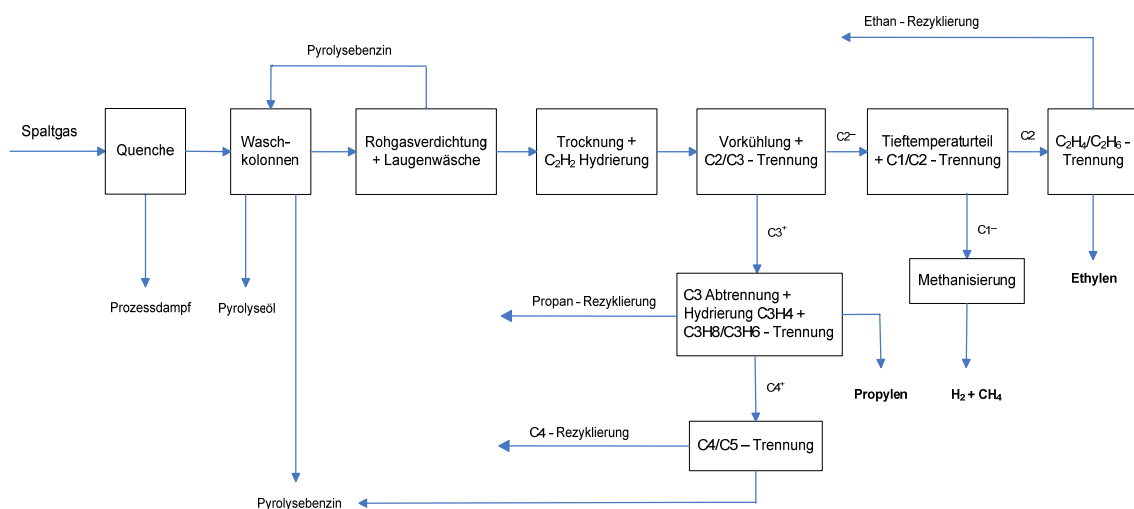 Ethan - Rezyklierung
Pyrolysebenzin
Spaltgas
Quenche
Wasch-
kolonnen
Rohgasverdichtung
+ Laugenwäsche
Trocknung +
C₂H₂ Hydrierung
Vorkühlung +
C2/C3 - Trennung
C2⁻
Tieftemperaturteil
+ C1/C2 - Trennung
C2
C₂H₄/C₂H₆ -
Trennung
C3⁺
C1⁻
Prozessdampf
Pyrolyseöl
Propan - Rezyklierung
C3 Abtrennung +
Hydrierung C3H4 +
C3H8/C3H6 - Trennung
Methanisierung
Ethylen
C4⁺
Propylen
H₂ + CH₄
C4 - Rezyklierung
C4/C5 – Trennung
Pyrolysebenzin